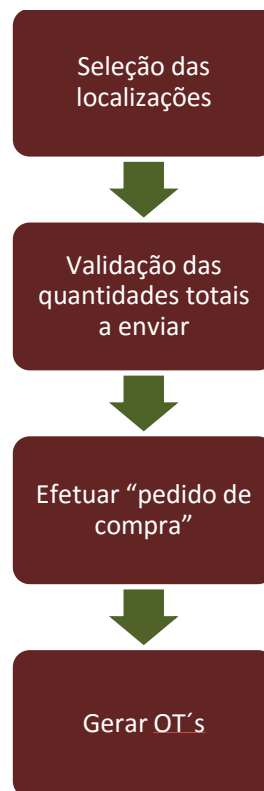 Seleção das
localizações
Validação das
quantidades totais
a enviar
Efetuar “pedido de
compra”
Gerar OT´s